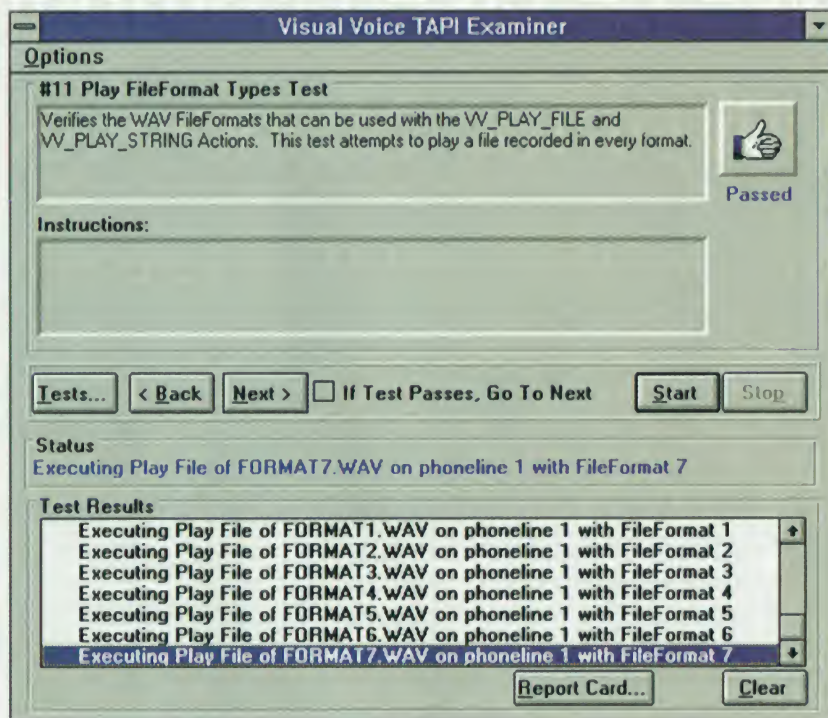 Visual Voice TAPI Examiner
Options
#11 Play FileFormat Types Test
Verifies the WAV FileFormats that can be used with the VV_PLAY_FILE and
VV_PLAY_STRING Actions. This test attempts to play a file recorded in every format.
Passed
Instructions:
Tests... < Back Next > If Test Passes, Go To Next Start Stop
Status
Executing Play File of FORMAT7.WAV on phoneline 1 with FileFormat 7
Test Results
Executing Play File of FORMAT1.WAV on phoneline 1 with FileFormat 1
Executing Play File of FORMAT2.WAV on phoneline 1 with FileFormat 2
Executing Play File of FORMAT3.WAV on phoneline 1 with FileFormat 3
Executing Play File of FORMAT4.WAV on phoneline 1 with FileFormat 4
Executing Play File of FORMAT5.WAV on phoneline 1 with FileFormat 5
Executing Play File of FORMAT6.WAV on phoneline 1 with FileFormat 6
Executing Play File of FORMAT7.WAV on phoneline 1 with FileFormat 7
Report Card... Clear